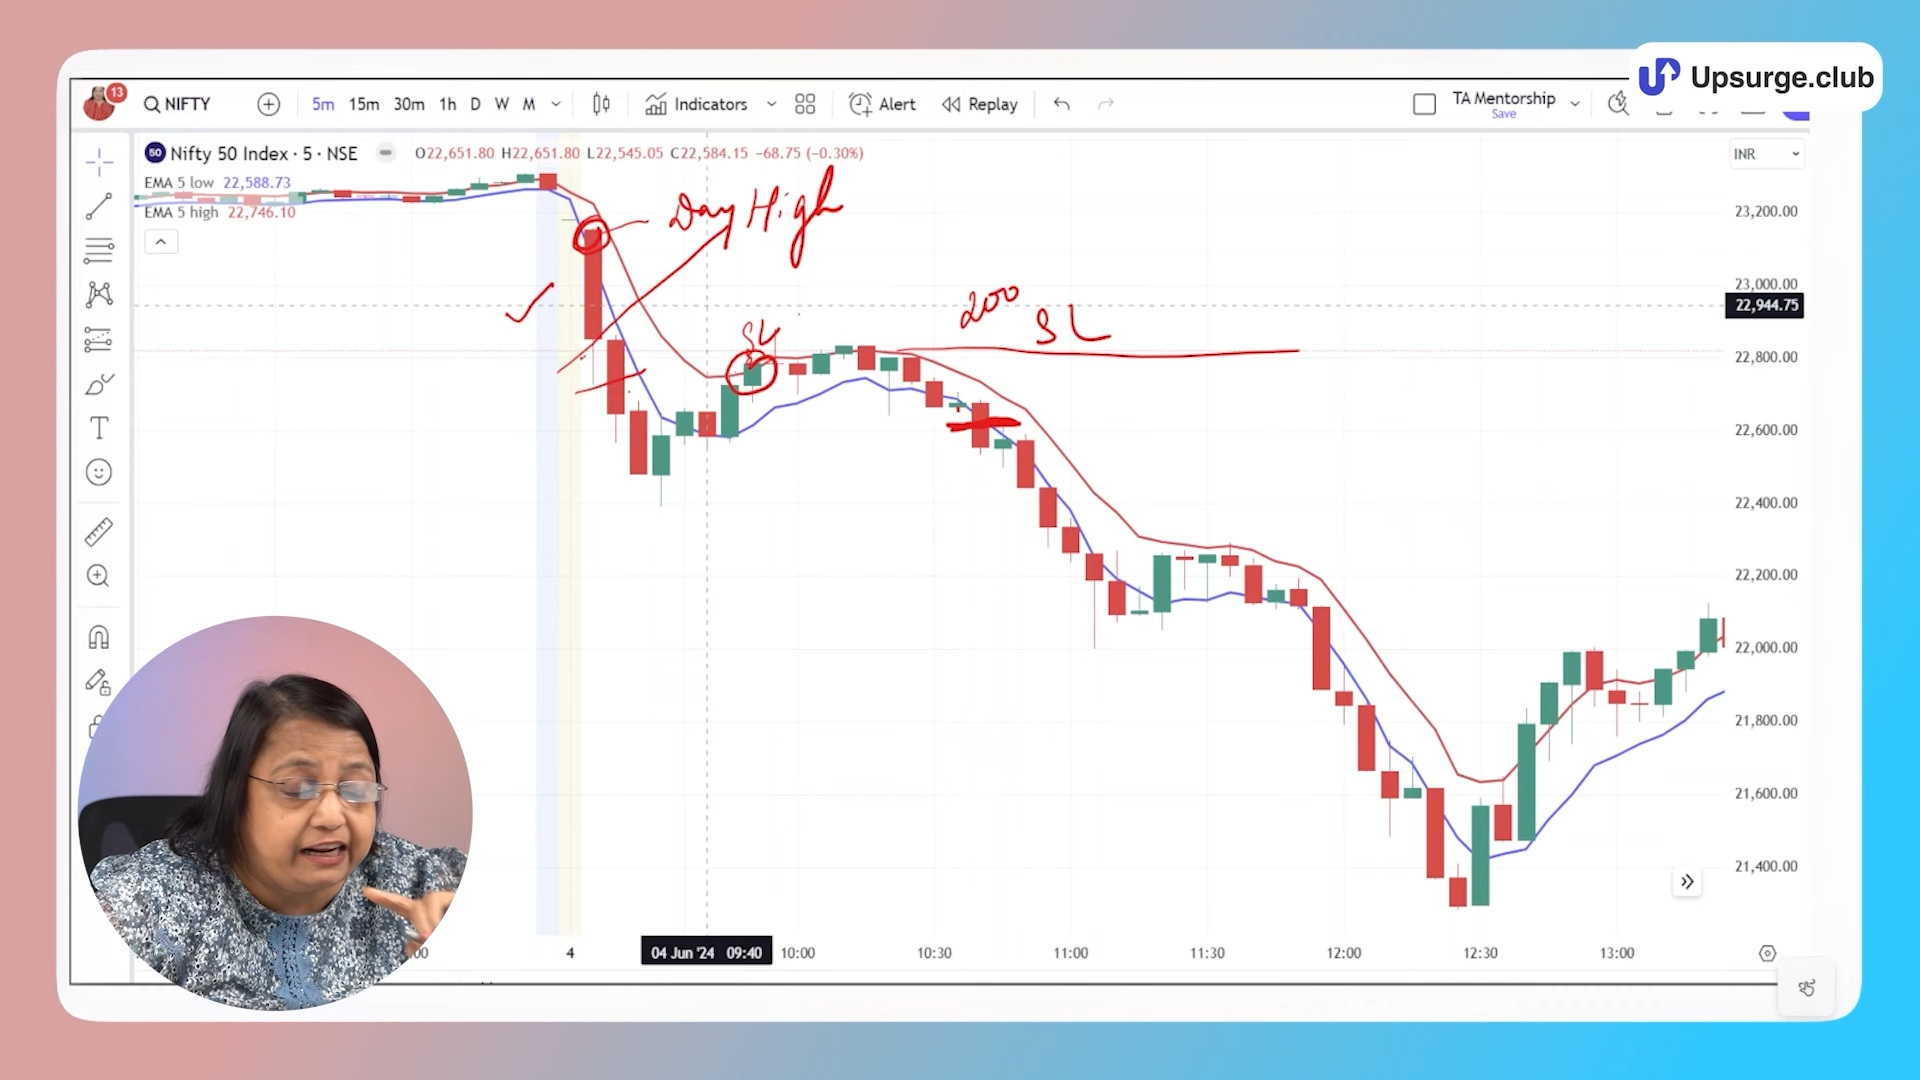 Upsurge.club
13
NIFTY
5m 15m 30m 1h D W M
Indicators
Alert
Replay
TA Mentorship
Save
50 Nifty 50 Index · 5 · NSE
O22,651.80 H22,651.80 L22,545.05 C22,584.15 −68.75 (−0.30%)
INR
EMA 5 low 22,588.73
EMA 5 high 22,746.10
Day High
200
SL
SL
23,200.00
23,000.00
22,944.75
22,800.00
22,600.00
22,400.00
22,200.00
22,000.00
21,800.00
21,600.00
21,400.00
4
04 Jun '24 09:40
10:00
10:30
11:00
11:30
12:00
12:30
13:00